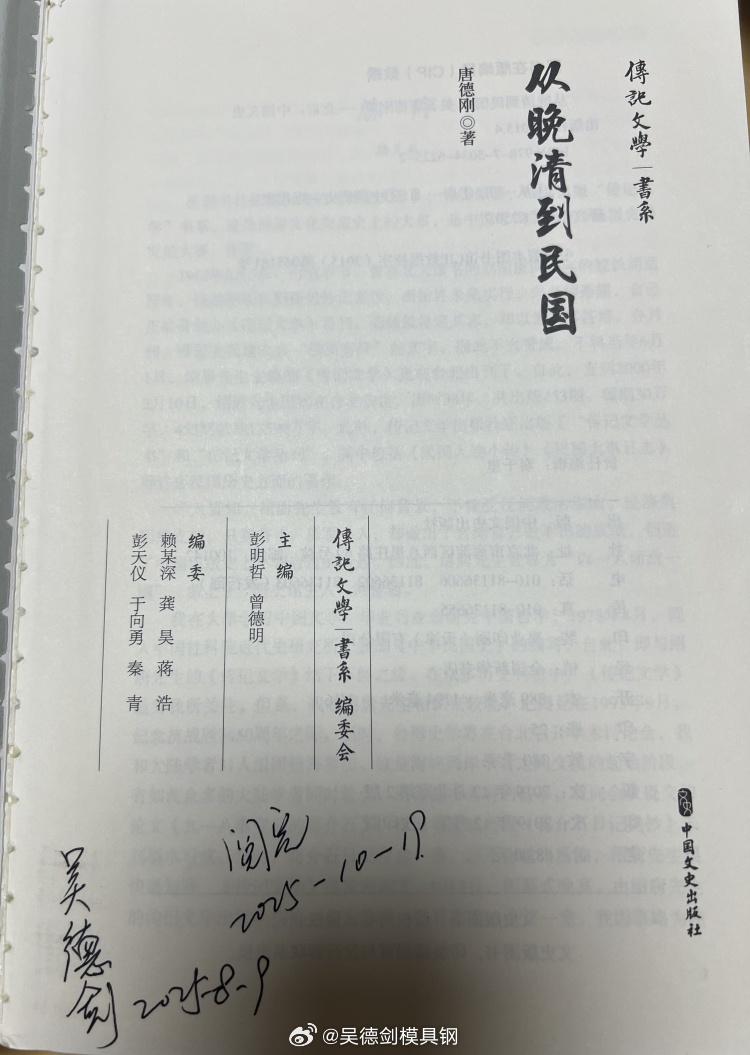 傳記文學｜書系
从晚清到民国
唐德刚◎著
傳記文學｜書系 编委会
主 编
彭明哲 曾德明
编 委
赖某深 龚 昊 蒋 浩
彭天仪 于向勇 秦 青
中国文史出版社
阅完
2025-10-19
吴德剑 2025-8-9
@吴德剑模具钢